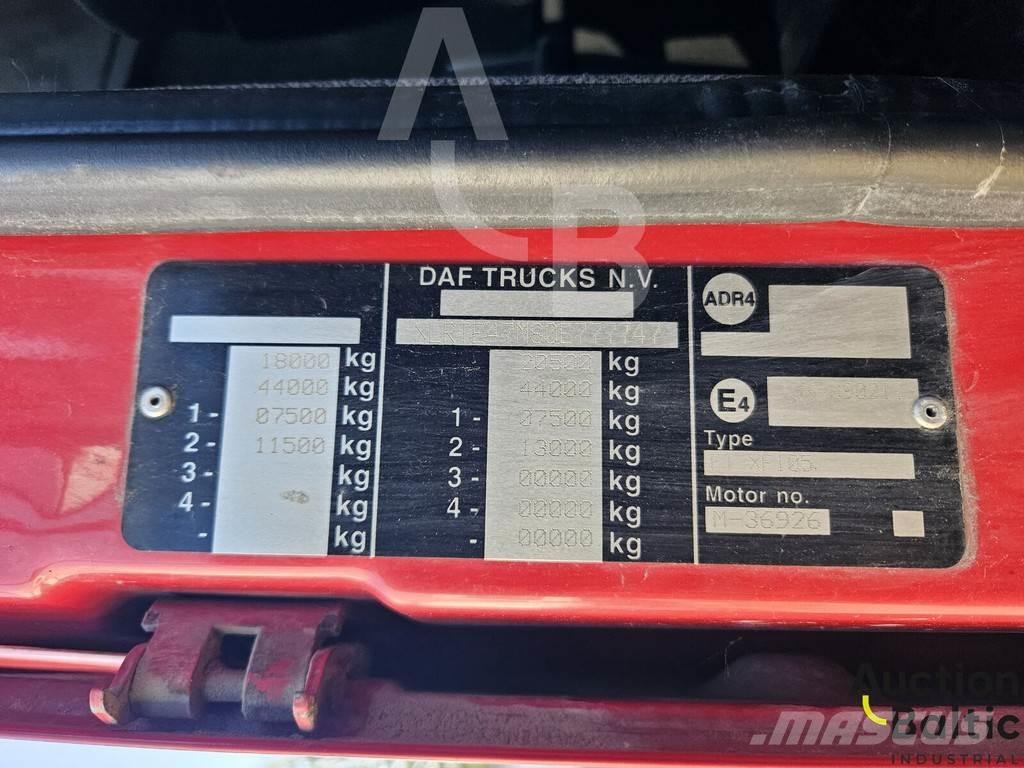 DAF TRUCKS N.V.
18000 kg
44000 kg
1- 07500 kg
2- 11500 kg
3- kg
4- kg
- kg
20500 kg
44000 kg
1- 07500 kg
2- 13000 kg
3- 00000 kg
4- 00000 kg
- 00000 kg
ADR4
E4
Type
XF105
Motor no.
M-36926
A B
Auction
Baltic
INDUSTRIAL
MASCUS